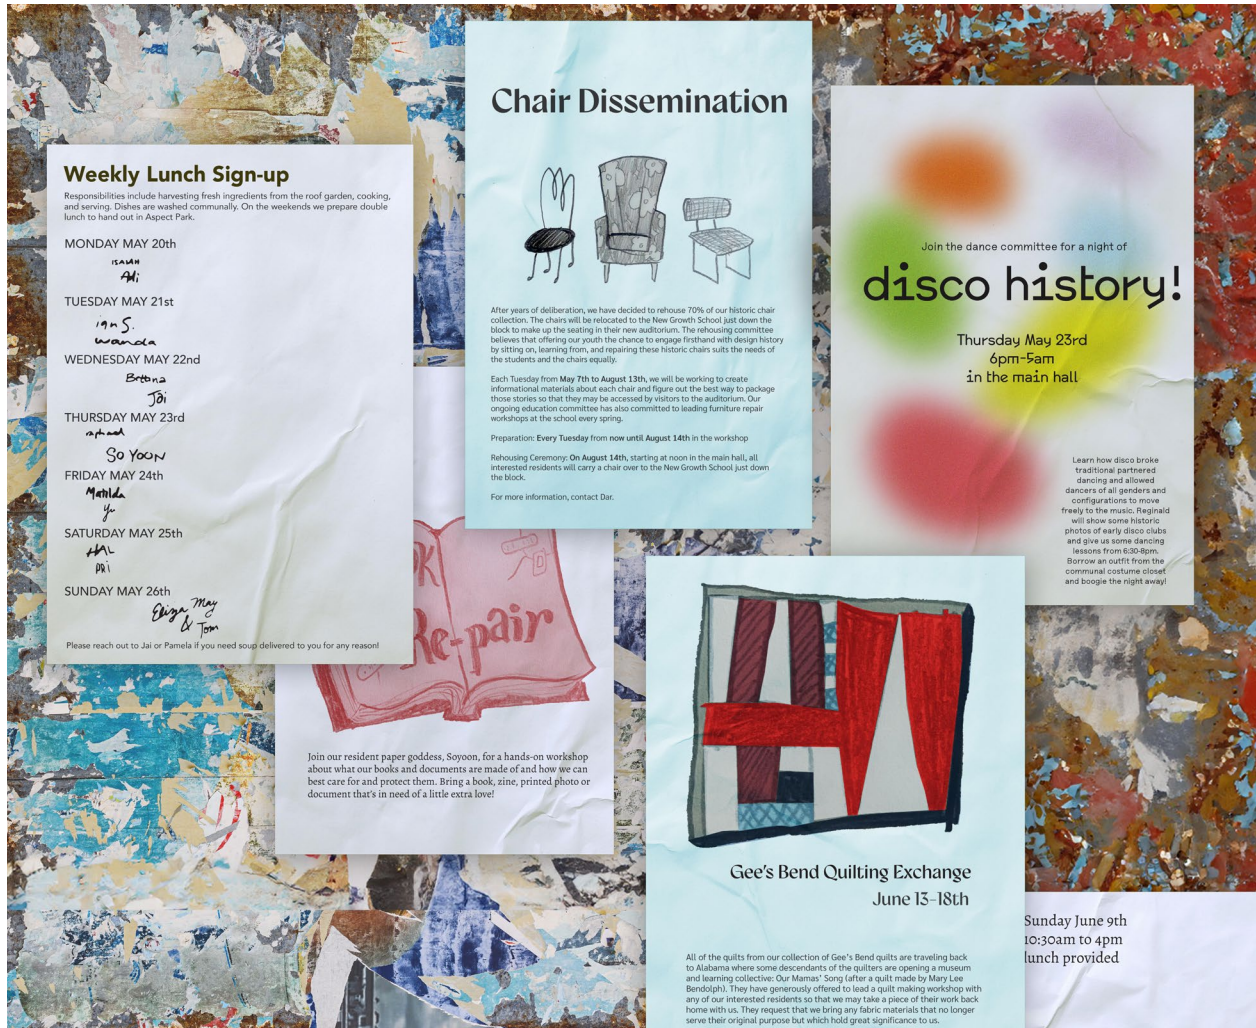 Weekly Lunch Sign-up
Responsibilities include harvesting fresh ingredients from the roof garden, cooking,
and serving. Dishes are washed communally. On the weekends we prepare double
lunch to hand out in Aspect Park.
MONDAY MAY 20th
ISAIAH
Ali
TUESDAY MAY 21st
ign S.
wanda
WEDNESDAY MAY 22nd
Bettina
Jai
THURSDAY MAY 23rd
raphael
SO YOON
FRIDAY MAY 24th
Matilda
Yu
SATURDAY MAY 25th
HAL
PRi
SUNDAY MAY 26th
Eliza May
& Tom
Please reach out to Jai or Pamela if you need soup delivered to you for any reason!
Chair Dissemination
After years of deliberation, we have decided to rehouse 70% of our historic chair
collection. The chairs will be relocated to the New Growth School just down the
block to make up the seating in their new auditorium. The rehousing committee
believes that offering our youth the chance to engage firsthand with design history
by sitting on, learning from, and repairing these historic chairs suits the needs of
the students and the chairs equally.
Each Tuesday from May 7th to August 13th, we will be working to create
informational materials about each chair and figure out the best way to package
those stories so that they may be accessed by visitors to the auditorium. Our
ongoing education committee has also committed to leading furniture repair
workshops at the school every spring.
Preparation: Every Tuesday from now until August 14th in the workshop
Rehousing Ceremony: On August 14th, starting at noon in the main hall, all
interested residents will carry a chair over to the New Growth School just down
the block.
For more information, contact Dar.
Join the dance committee for a night of
disco history!
Thursday May 23rd
6pm-5am
in the main hall
Learn how disco broke
traditional partnered
dancing and allowed
dancers of all genders and
configurations to move
freely to the music. Reginald
will show some historic
photos of early disco clubs
and give us some dancing
lessons from 6:30-8pm.
Borrow an outfit from the
communal costume closet
and boogie the night away!
OK
Re-pair
Join our resident paper goddess, Soyoon, for a hands-on workshop
about what our books and documents are made of and how we can
best care for and protect them. Bring a book, zine, printed photo or
document that's in need of a little extra love!
Gee's Bend Quilting Exchange
June 13-18th
All of the quilts from our collection of Gee's Bend quilts are traveling back
to Alabama where some descendants of the quilters are opening a museum
and learning collective: Our Mamas' Song (after a quilt made by Mary Lee
Bendolph). They have generously offered to lead a quilt making workshop with
any of our interested residents so that we may take a piece of their work back
home with us. They request that we bring any fabric materials that no longer
serve their original purpose but which hold great significance to us.
Sunday June 9th
10:30am to 4pm
lunch provided